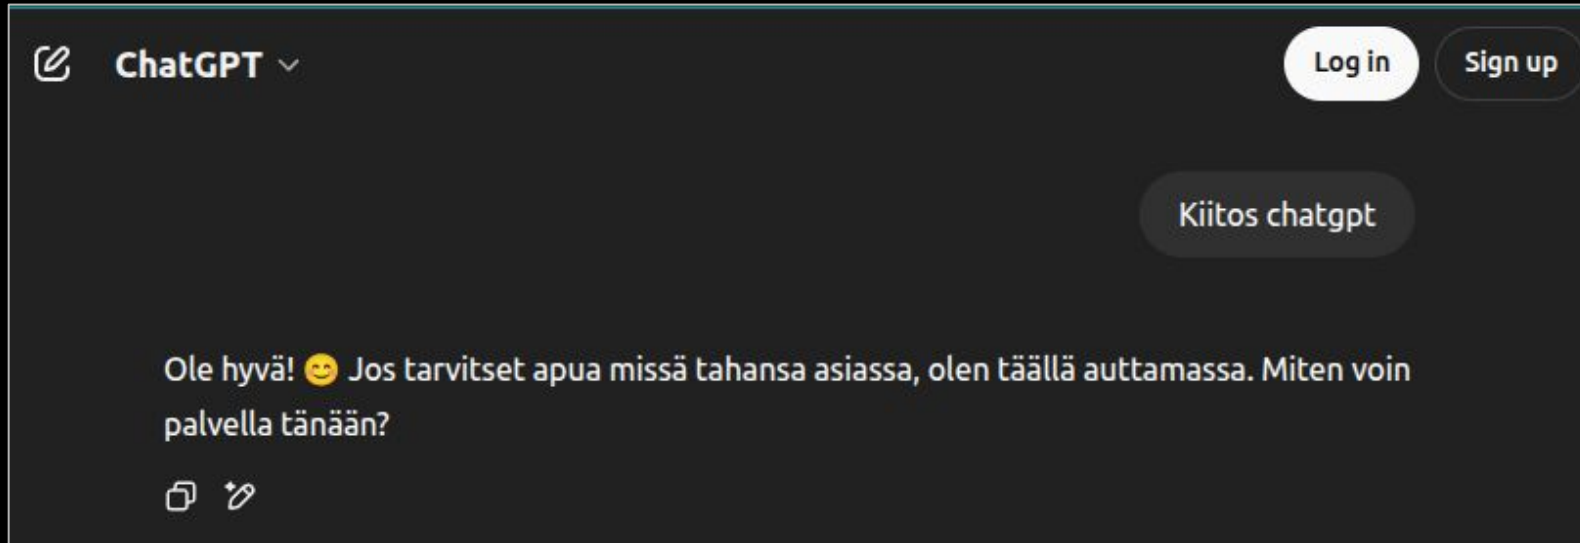 ChatGPT
Log in
Sign up
Kiitos chatgpt
Ole hyvä! 😊 Jos tarvitset apua missä tahansa asiassa, olen täällä auttamassa. Miten voin
palvella tänään?